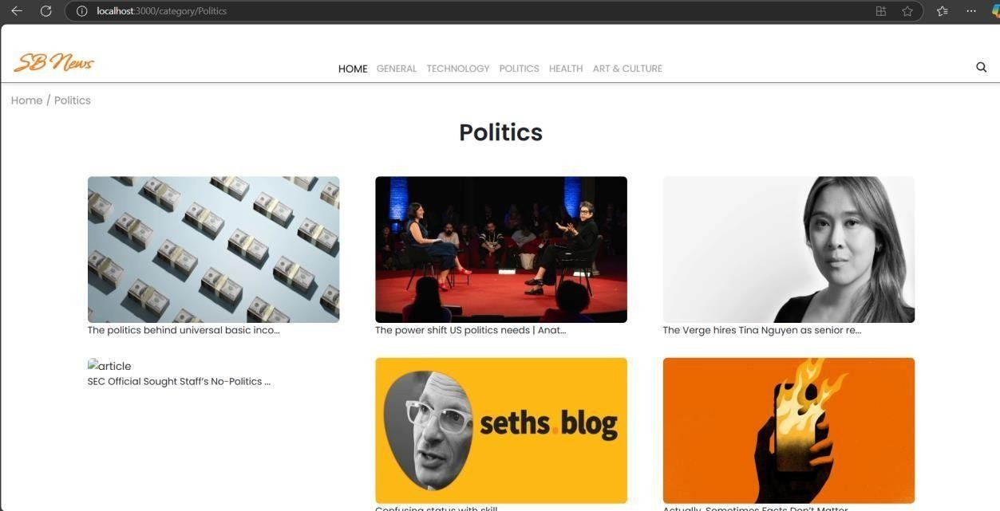 localhost:3000/category/Politics
SB News
HOME GENERAL TECHNOLOGY POLITICS HEALTH ART & CULTURE
Home / Politics
Politics
The politics behind universal basic inco...
The power shift US politics needs | Anat...
The Verge hires Tina Nguyen as senior re...
article
SEC Official Sought Staff’s No-Politics ...
seths.blog
Confusing status with skill
Actually, Sometimes Facts Don’t Matter